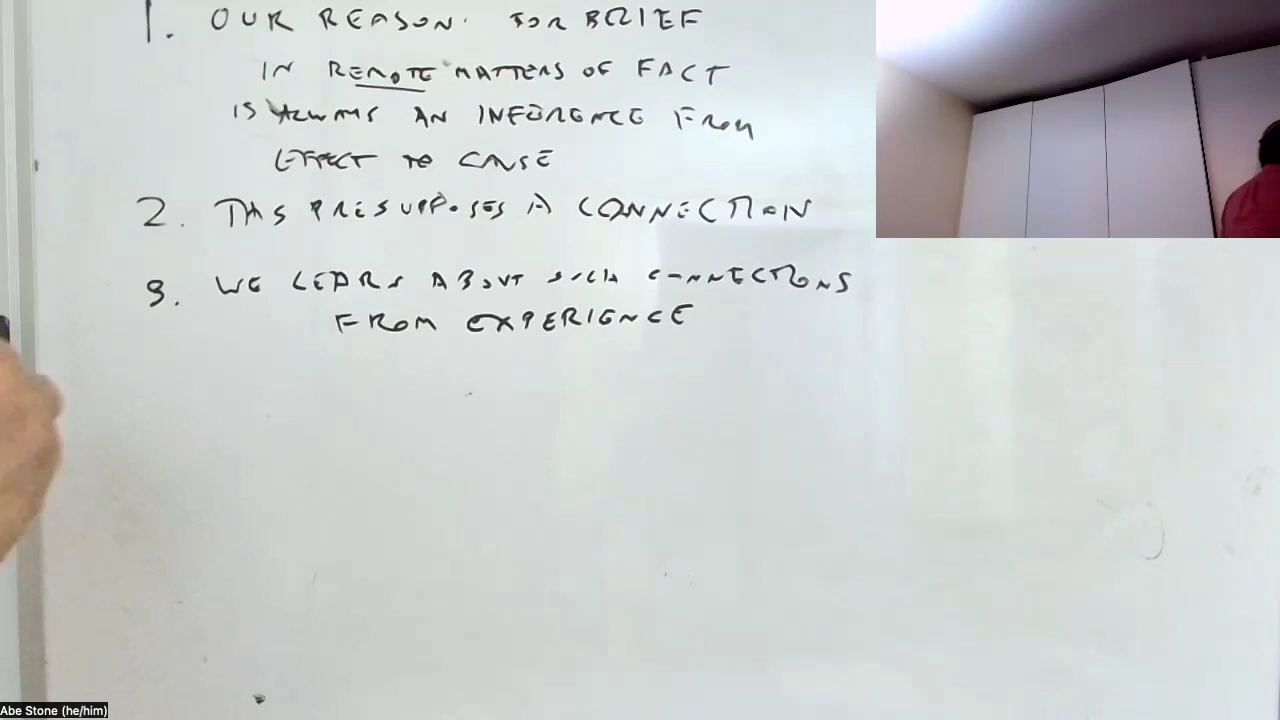 1. OUR REASON FOR BRIEF
IN REMOTE MATTERS OF FACT
IS ALWAYS AN INFERENCE FROM
EFFECT TO CAUSE
2. THIS PRESUPPOSES A CONNECTION
3. WE LEARN ABOUT SUCH CONNECTIONS
FROM EXPERIENCE
Abe Stone (he/him)